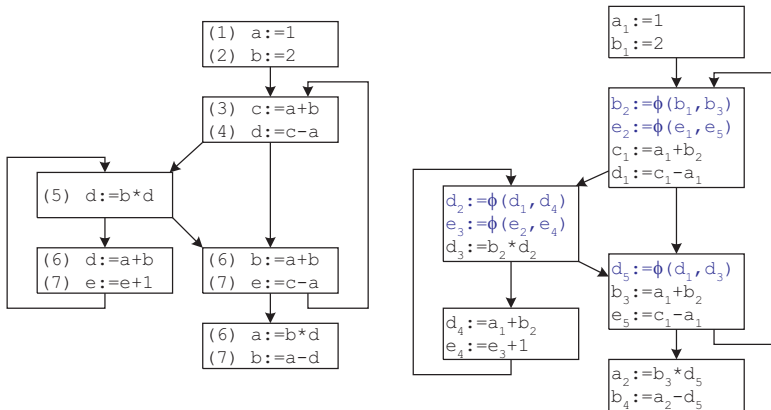 (1) a:=1
(2) b:=2
(3) c:=a+b
(4) d:=c-a
(5) d:=b*d
(6) d:=a+b
(7) e:=e+1
(6) b:=a+b
(7) e:=c-a
(6) a:=b*d
(7) b:=a-d
a₁:=1
b₁:=2
b₂:=ϕ(b₁,b₃)
e₂:=ϕ(e₁,e₅)
c₁:=a₁+b₂
d₁:=c₁-a₁
d₂:=ϕ(d₁,d₄)
e₃:=ϕ(e₂,e₄)
d₃:=b₂*d₂
d₄:=a₁+b₂
e₄:=e₃+1
d₅:=ϕ(d₁,d₃)
b₃:=a₁+b₂
e₅:=c₁-a₁
a₂:=b₃*d₅
b₄:=a₂-d₅